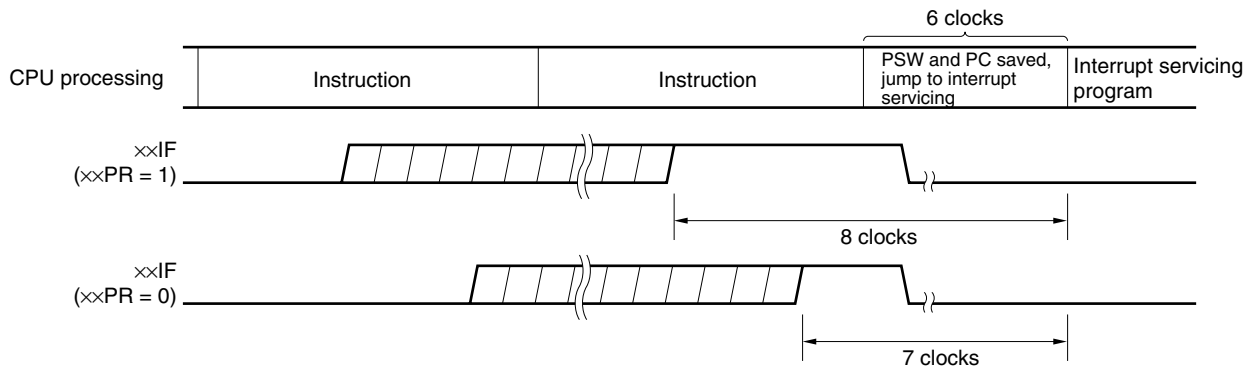 6 clocks
CPU processing
Instruction
Instruction
PSW and PC saved,
jump to interrupt
servicing
Interrupt servicing
program
××IF
(××PR = 1)
8 clocks
××IF
(××PR = 0)
7 clocks